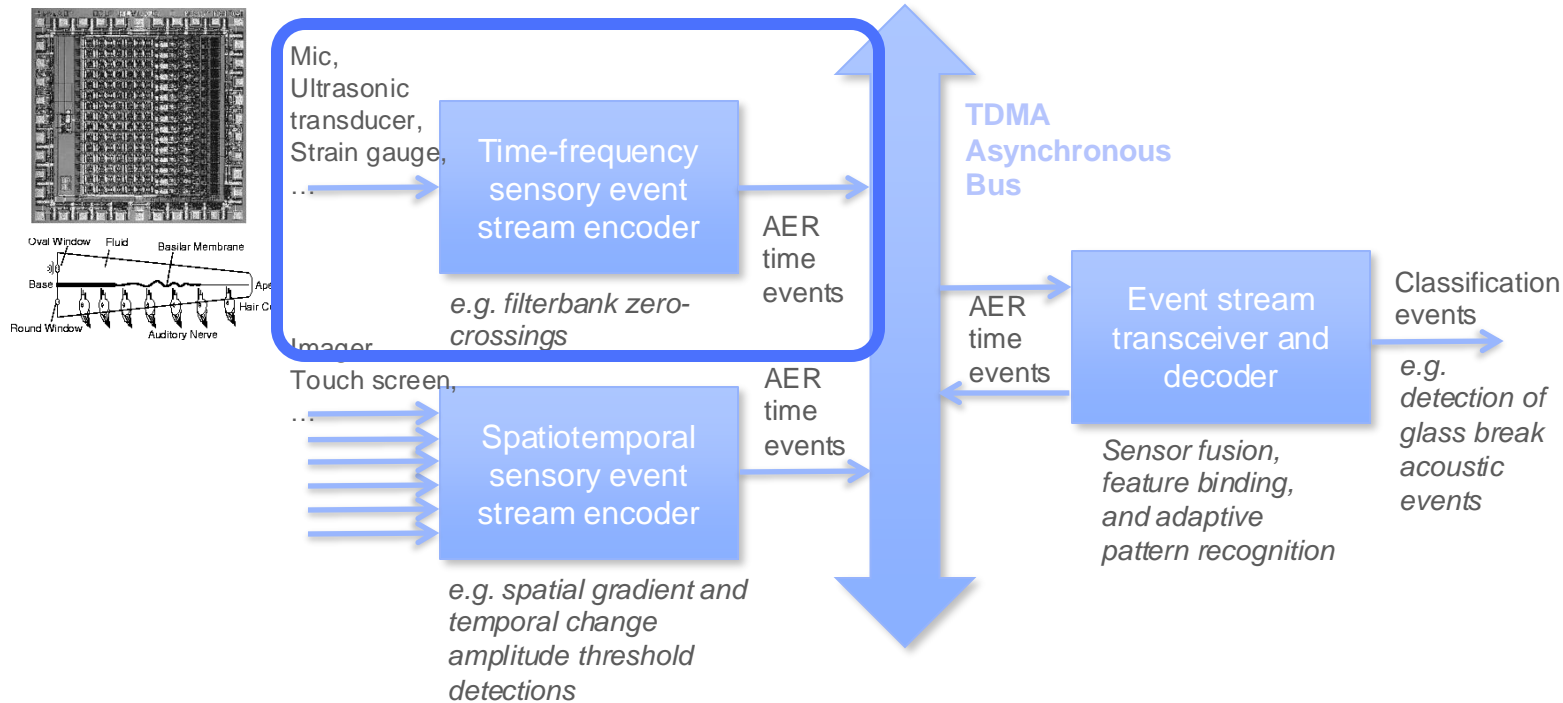 Mic,
Ultrasonic
transducer,
Strain gauge,
…
Time-frequency
sensory event
stream encoder
e.g. filterbank zero-
crossings
AER
time
events
TDMA
Asynchronous
Bus
Oval Window
Fluid
Basilar Membrane
Base
Round Window
Auditory Nerve
Imager
Touch screen,
…
Spatiotemporal
sensory event
stream encoder
e.g. spatial gradient and
temporal change
amplitude threshold
detections
AER
time
events
AER
time
events
Event stream
transceiver and
decoder
Sensor fusion,
feature binding,
and adaptive
pattern recognition
Classification
events
e.g.
detection of
glass break
acoustic
events